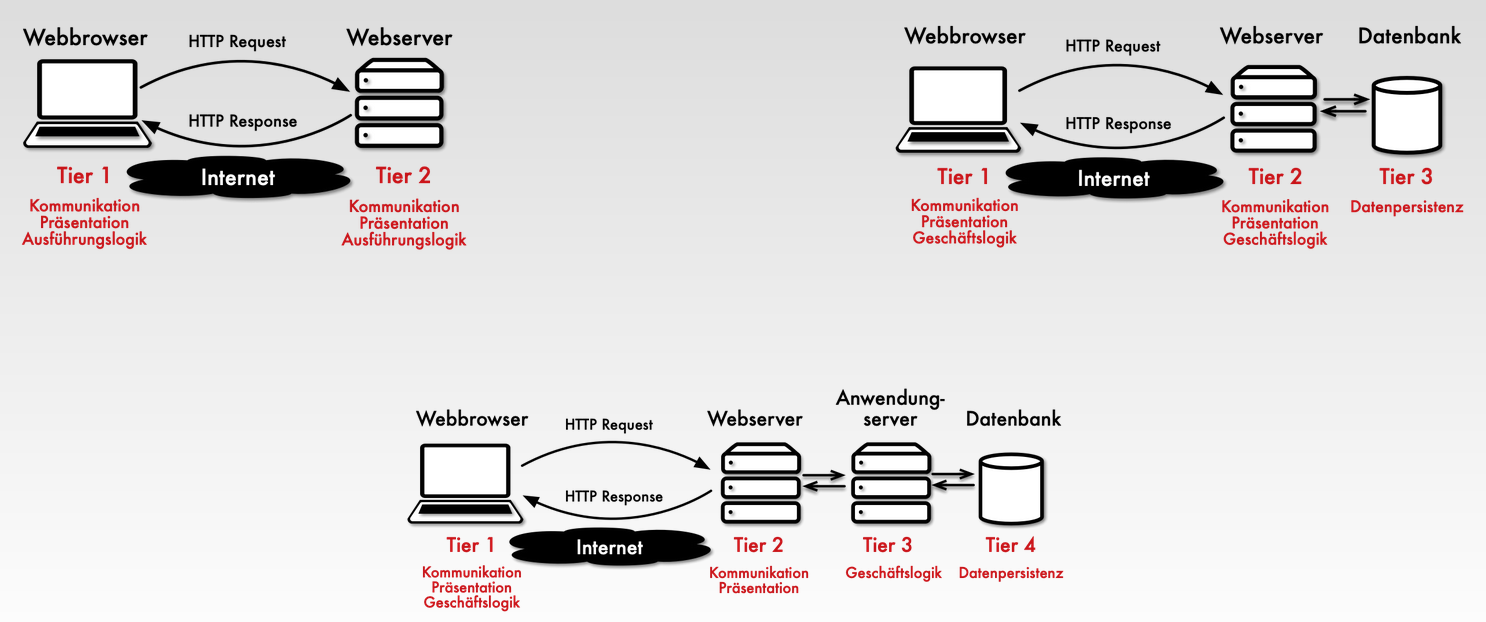 Webbrowser
HTTP Request
Webserver
HTTP Response
Tier 1
Internet
Tier 2
Kommunikation
Präsentation
Ausführungslogik
Kommunikation
Präsentation
Ausführungslogik
Webbrowser
HTTP Request
Webserver
Datenbank
HTTP Response
Tier 1
Internet
Tier 2
Tier 3
Kommunikation
Präsentation
Geschäftslogik
Kommunikation
Präsentation
Geschäftslogik
Datenpersistenz
Webbrowser
HTTP Request
Webserver
Anwendung-
server
Datenbank
HTTP Response
Tier 1
Internet
Tier 2
Tier 3
Tier 4
Kommunikation
Präsentation
Geschäftslogik
Kommunikation
Präsentation
Geschäftslogik
Datenpersistenz